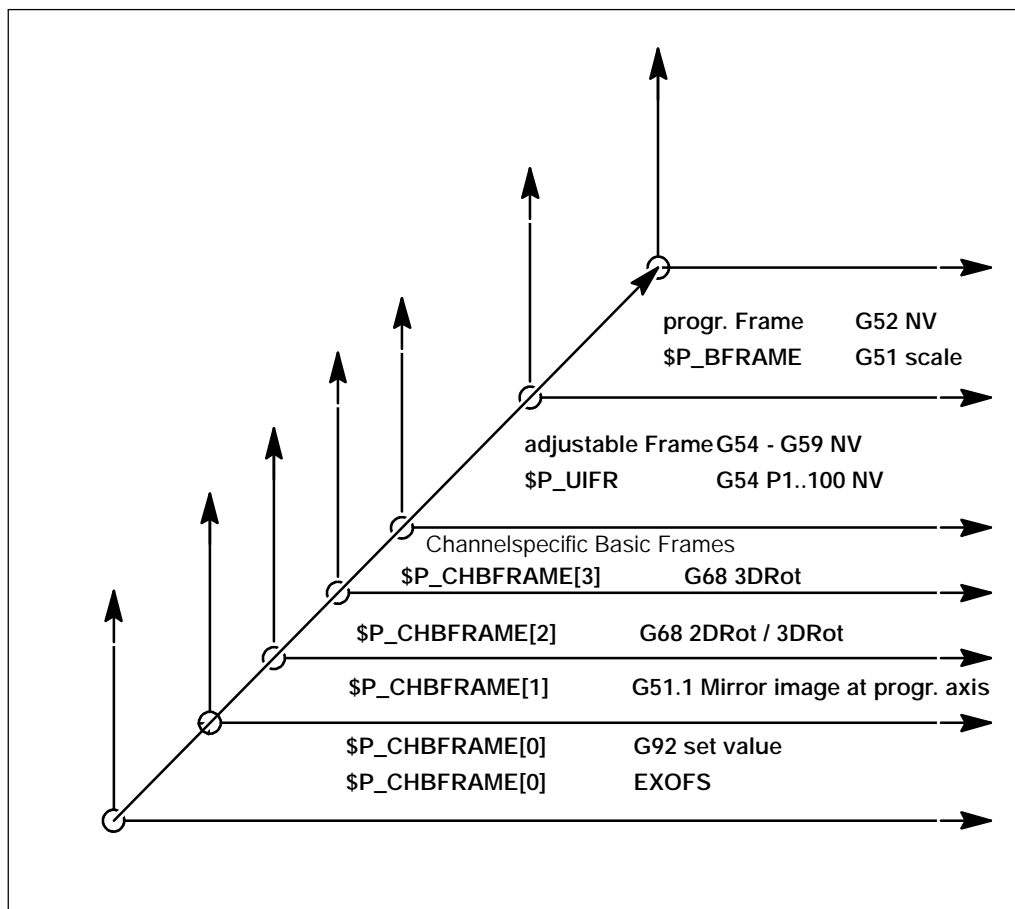 progr. Frame G52 NV
$P_BFRAME G51 scale
adjustable Frame G54 - G59 NV
$P_UIFR G54 P1..100 NV
Channelspecific Basic Frames
$P_CHBFRAME[3] G68 3DRot
$P_CHBFRAME[2] G68 2DRot / 3DRot
$P_CHBFRAME[1] G51.1 Mirror image at progr. axis
$P_CHBFRAME[0] G92 set value
$P_CHBFRAME[0] EXOFS